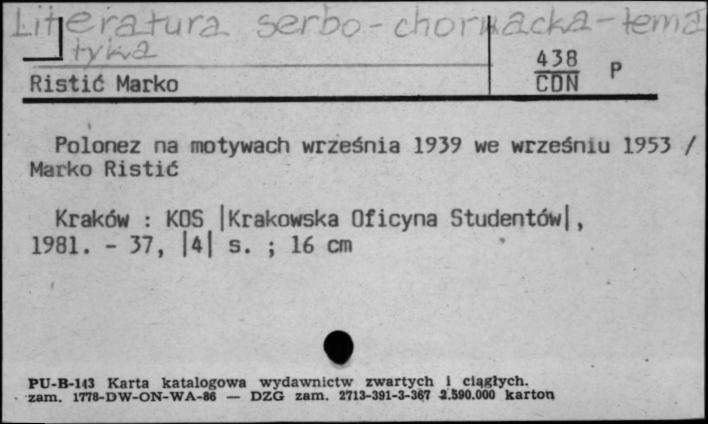 Literatura serbo-chorwacka-tema
tyka
Ristić Marko
438
CDN
P
Polonez na motywach września 1939 we wrześniu 1953 /
Marko Ristić
Kraków : KOS |Krakowska Oficyna Studentów|,
1981. - 37, |4| s. ; 16 cm
PU-B-143 Karta katalogowa wydawnictw zwartych i ciągłych.
zam. 1778-DW-ON-WA-86 — DZG zam. 2713-391-3-367 2.590.000 karton